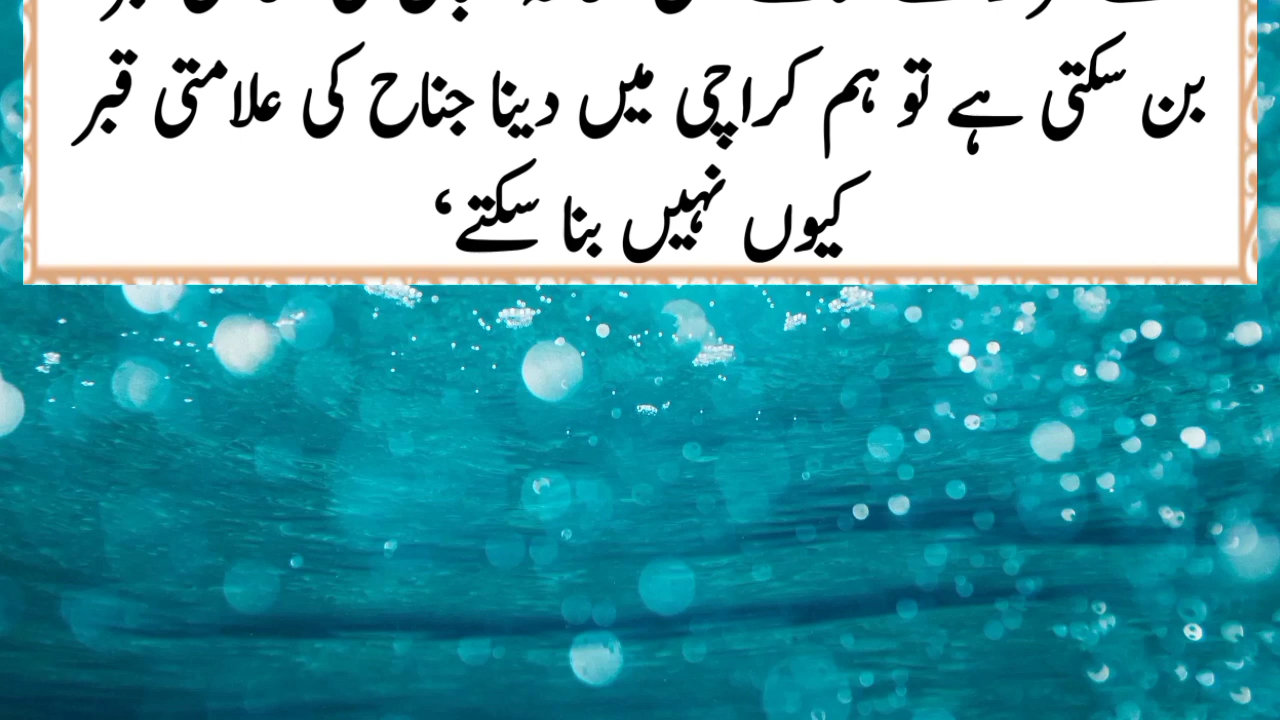 بن سکتی ہے تو ہم کراچی میں دینا جناح کی علامتی قبر
کیوں نہیں بنا سکتے‘